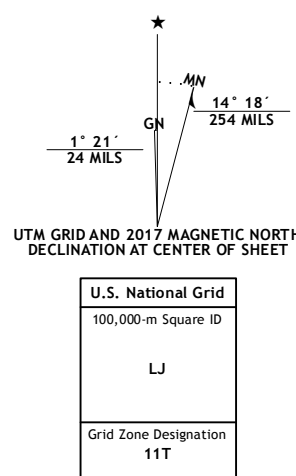 MN
14° 18´
254 MILS
GN
1° 21´
24 MILS
UTM GRID AND 2017 MAGNETIC NORTH
DECLINATION AT CENTER OF SHEET
U.S. National Grid
100,000-m Square ID
LJ
Grid Zone Designation
11T